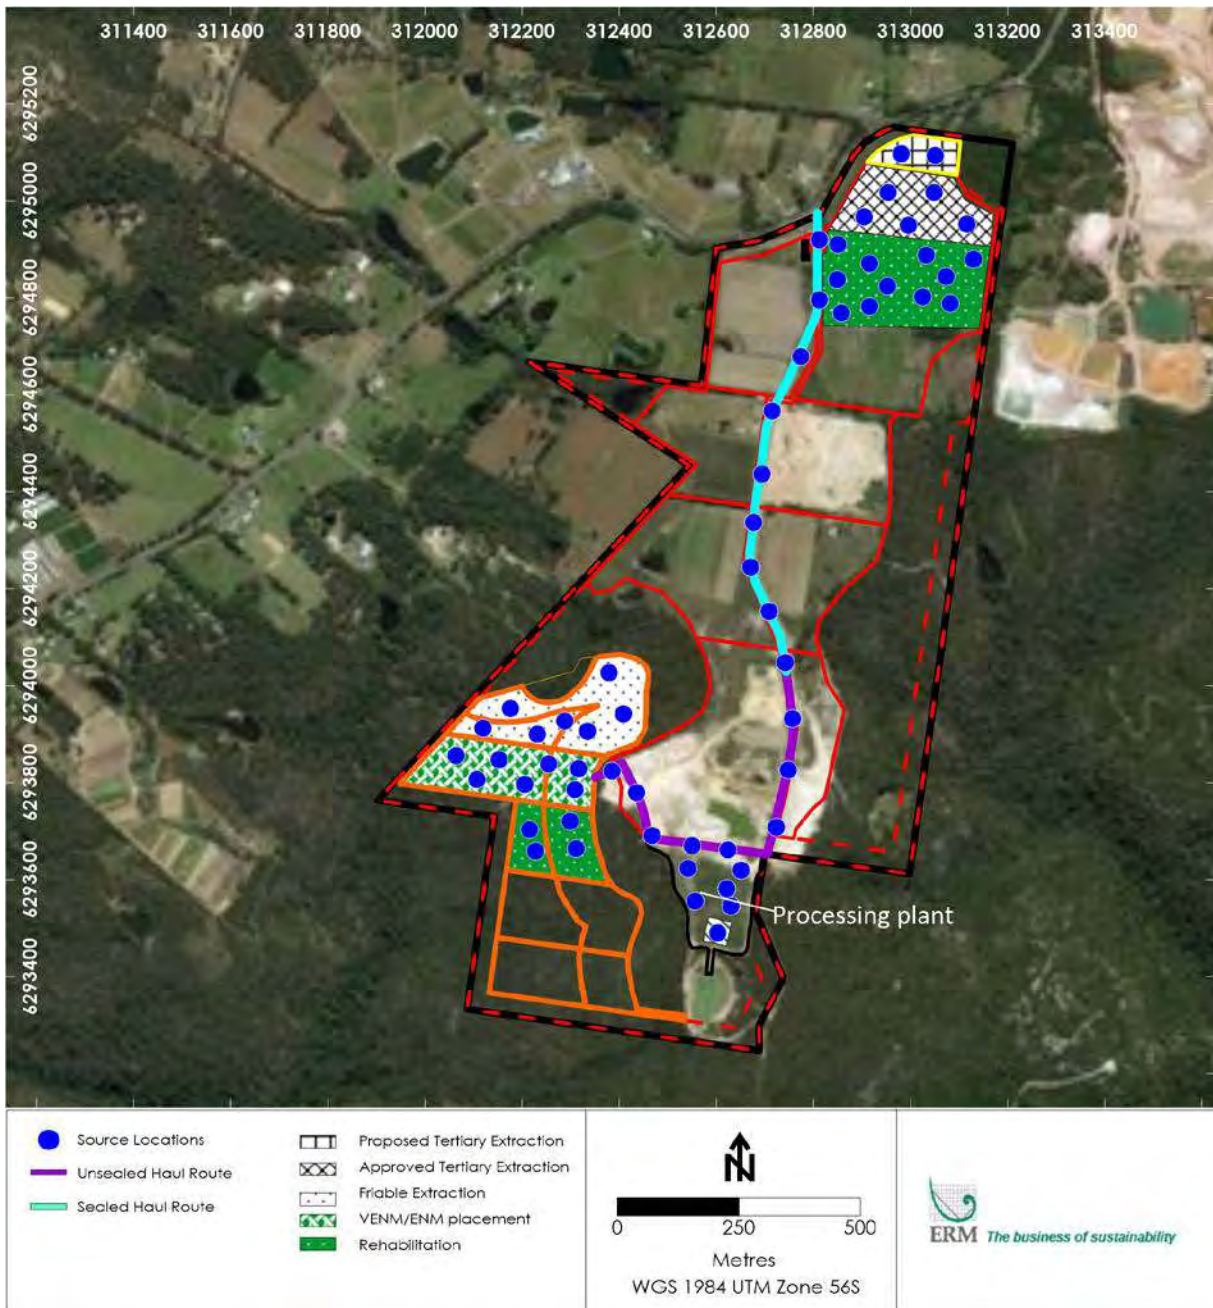 311400 311600 311800 312000 312200 312400 312600 312800 313000 313200 313400
6295200
6295000
6294800
6294600
6294400
6294200
6294000
6293800
6293600
6293400
Processing plant
Source Locations
Unsealed Haul Route
Sealed Haul Route
Proposed Tertiary Extraction
Approved Tertiary Extraction
Friable Extraction
VENM/ENM placement
Rehabilitation
N
0 250 500
Metres
WGS 1984 UTM Zone 56S
ERM The business of sustainability